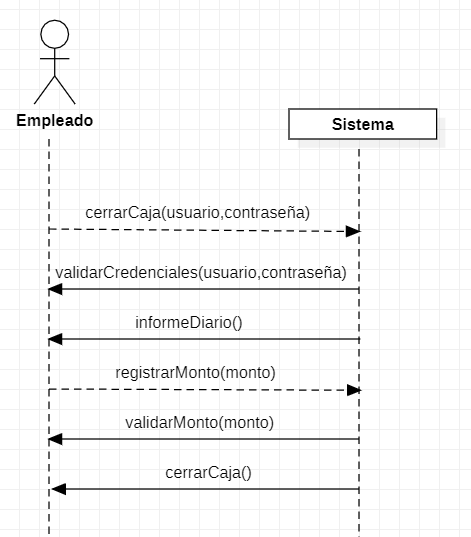 Empleado
Sistema
cerrarCaja(usuario,contraseña)
validarCredenciales(usuario,contraseña)
informeDiario()
registrarMonto(monto)
validarMonto(monto)
cerrarCaja()